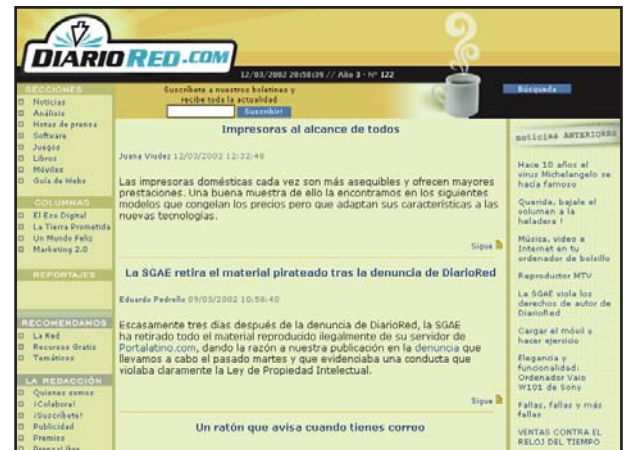 DIARIO RED.COM
12/03/2002 20:58:39 // Año 3 - Nº 122
SECCIONES
Noticias
Análisis
Notas de prensa
Software
Juegos
Libros
Móviles
Guía de Webs
COLUMNAS
El Eco Digital
La Tierra Prometida
Un Mundo Feliz
Marketing 2.0
REPORTAJES
RECOMENDAMOS
La Red
Recursos Gratis
Temáticos
LA REDACCIÓN
Quienes somos
¡Colabora!
¡Suscríbete!
Publicidad
Premios
PrensaLibre
Suscríbete a nuestros boletines y
recibe toda la actualidad
Suscribir!
Impresoras al alcance de todos
Juana Viudez 12/03/2002 12:32:48
Las impresoras domésticas cada vez son más asequibles y ofrecen mayores
prestaciones. Una buena muestra de ello la encontramos en los siguientes
modelos que congelan los precios pero que adaptan sus características a las
nuevas tecnologías.
Sigue
La SGAE retira el material pirateado tras la denuncia de DiarioRed
Eduardo Pedreño 09/03/2002 10:58:40
Escasamente tres días después de la denuncia de DiarioRed, la SGAE
ha retirado todo el material reproducido ilegalmente de su servidor de
Portalatino.com, dando la razón a nuestra publicación en la denuncia que
llevamos a cabo el pasado martes y que evidenciaba una conducta que
violaba claramente la Ley de Propiedad Intelectual.
Sigue
Un ratón que avisa cuando tienes correo
Búsqueda
noticias ANTERIORES
Hace 10 años el
virus Michelangelo se
hacía famoso
Querida, bajale el
volumen a la
heladera !
Música, video e
Internet en tu
ordenador de bolsillo
Reproductor MTV
La SGAE viola los
derechos de autor de
DiarioRed
Cargar el móvil y
hacer ejercicio
Elegancia y
funcionalidad:
Ordenador Vaio
W101 de Sony
Fallas, fallas y más
fallas
VENTAS CONTRA EL
RELOJ DEL TIEMPO